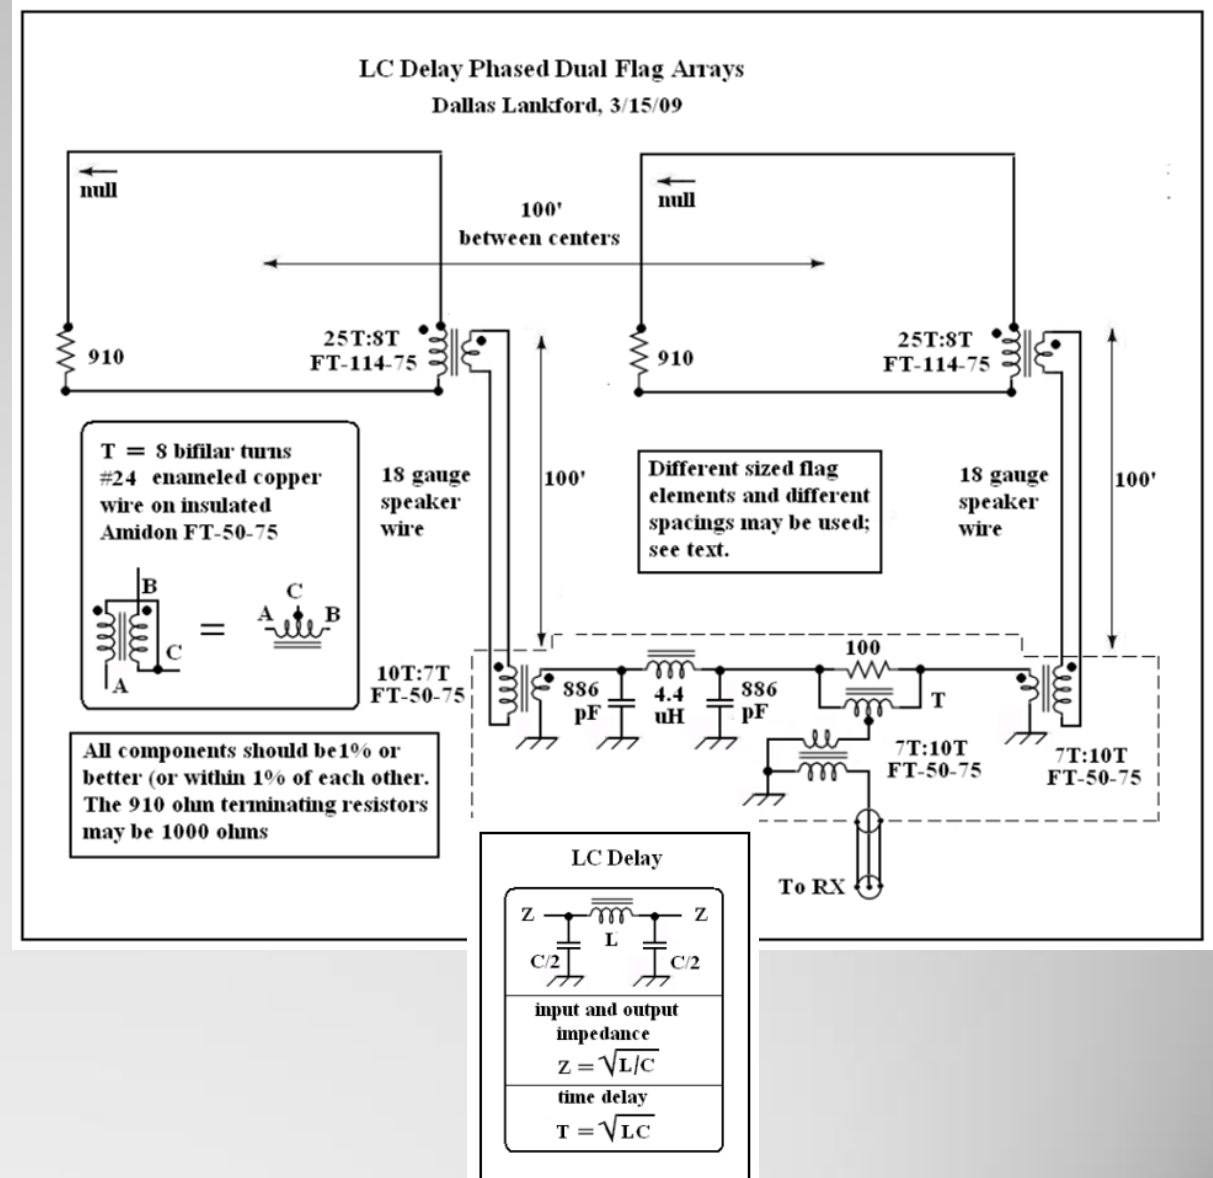 LC Delay Phased Dual Flag Arrays
Dallas Lankford, 3/15/09
null
null
100'
between centers
910
25T:8T
FT-114-75
910
25T:8T
FT-114-75
T = 8 bifilar turns
#24 enameled copper
wire on insulated
Amidon FT-50-75
B
C
A
=
C
A B
18 gauge
speaker
wire
100'
Different sized flag
elements and different
spacings may be used;
see text.
18 gauge
speaker
wire
100'
10T:7T
FT-50-75
886
pF
4.4
uH
886
pF
100
T
7T:10T
FT-50-75
7T:10T
FT-50-75
All components should be1% or
better (or within 1% of each other.
The 910 ohm terminating resistors
may be 1000 ohms
To RX
LC Delay
Z Z
L
C/2 C/2
input and output
impedance
Z = √L/C
time delay
T = √LC